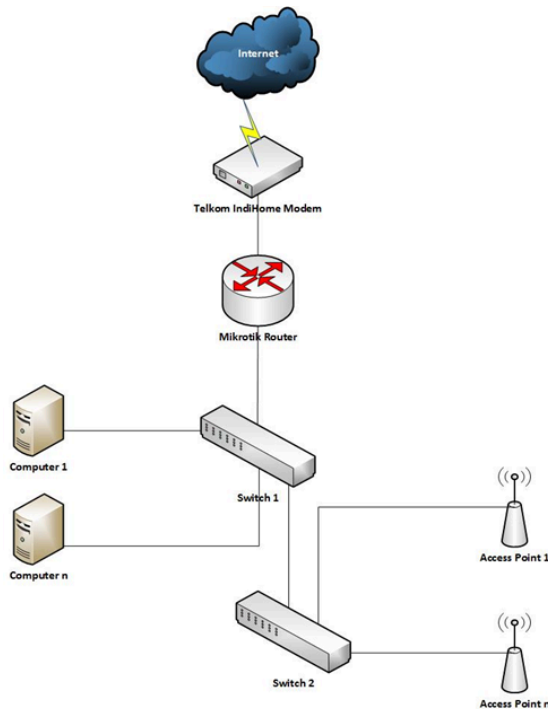 Internet
Telkom IndiHome Modem
Mikrotik Router
Computer 1
Switch 1
Computer n
Access Point 1
Switch 2
Access Point n